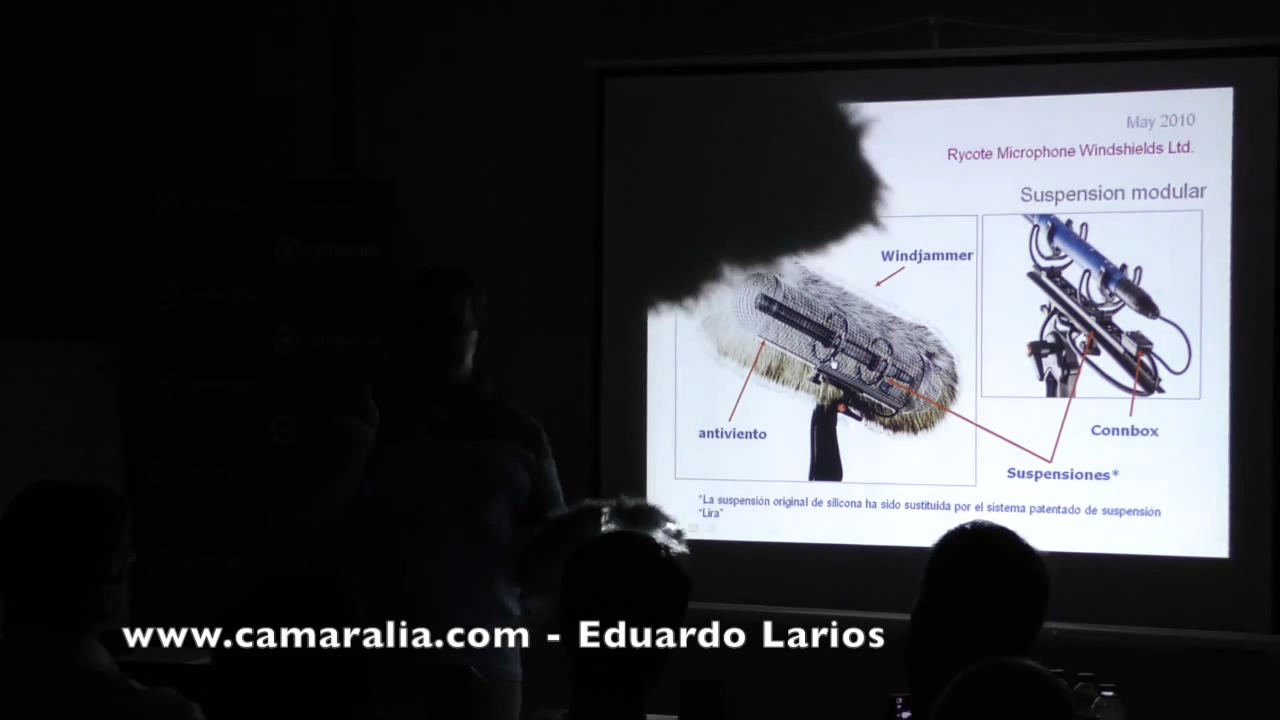 May 2010
Rycote Microphone Windshields Ltd.
Suspension modular
Windjammer
antiviento
Connbox
Suspensiones*
*La suspensión original de silicona ha sido sustituida por el sistema patentado de suspensión
"Lira"
www.camaralia.com - Eduardo Larios